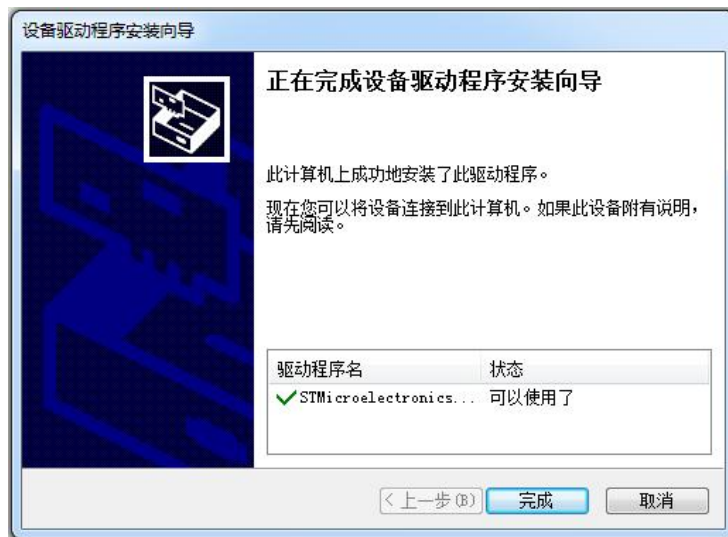 设备驱动程序安装向导
正在完成设备驱动程序安装向导
此计算机上成功地安装了此驱动程序。
现在您可以将设备连接到此计算机。如果此设备附有说明，
请先阅读。
驱动程序名 状态
STMicroelectronics... 可以使用了
< 上一步(B) 完成 取消